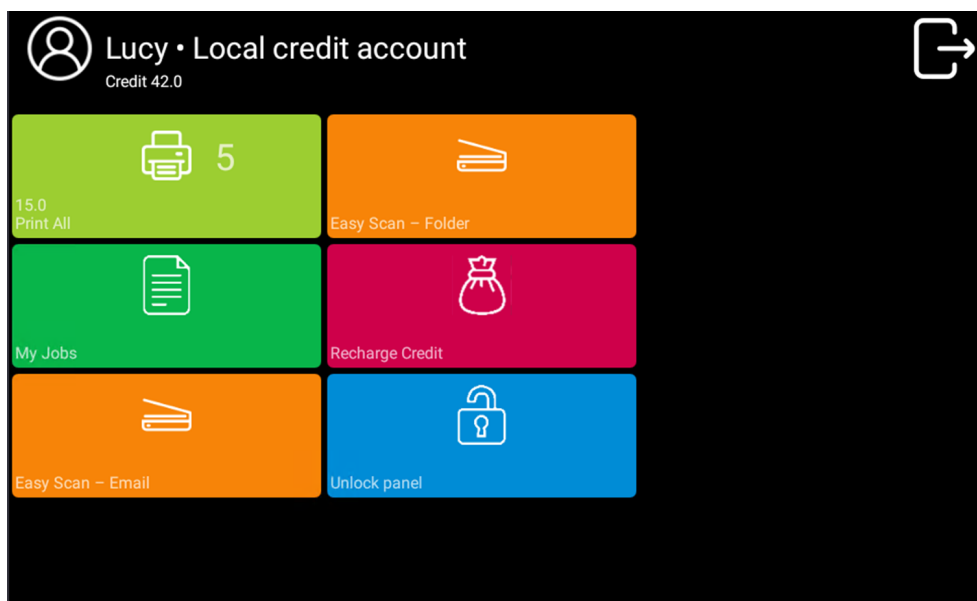 Lucy • Local credit account
Credit 42.0
5
15.0
Print All
Easy Scan – Folder
My Jobs
Recharge Credit
Easy Scan – Email
Unlock panel